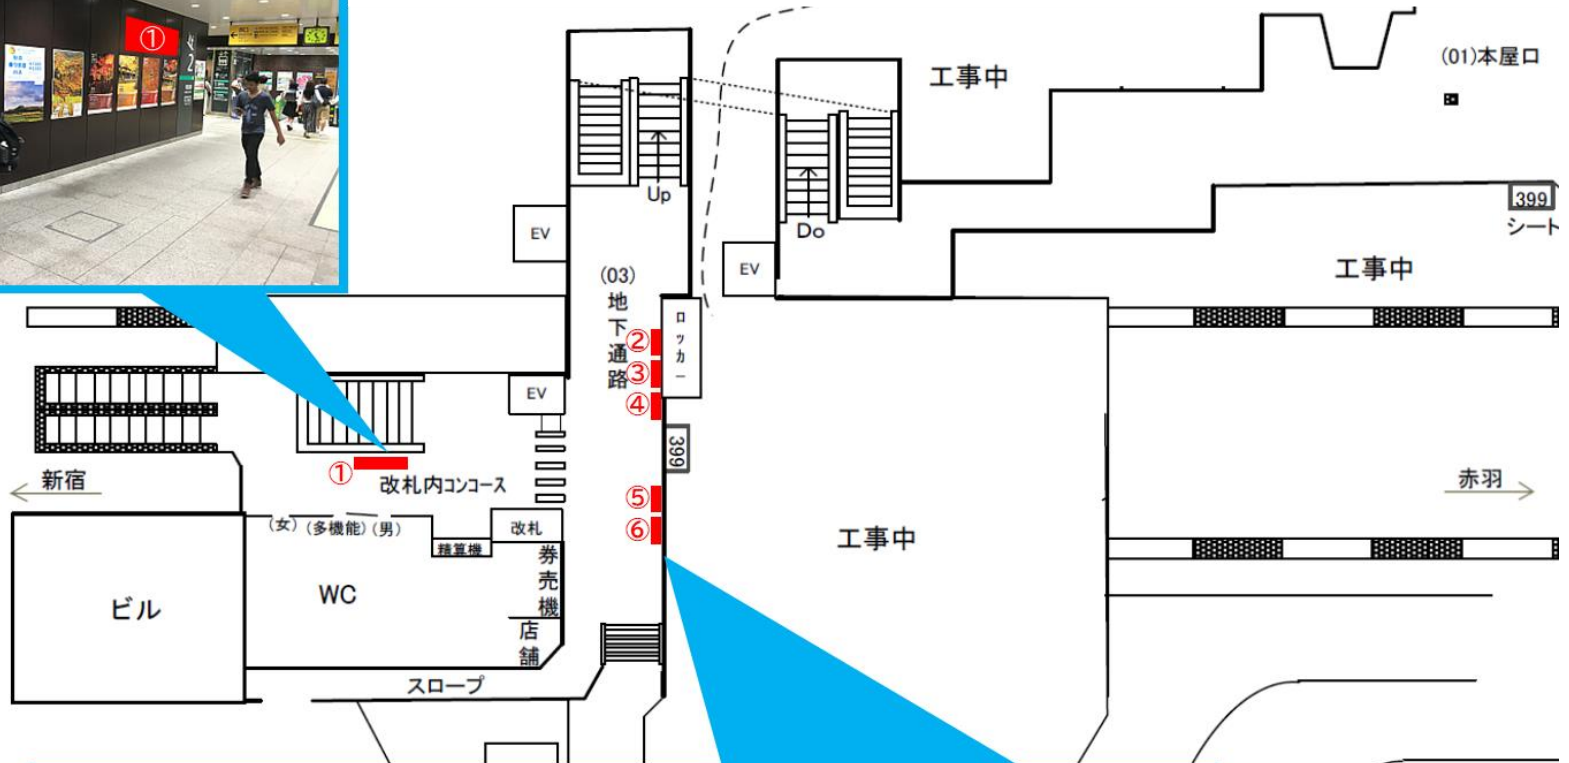 ①
2
工事中
(01)本屋口
Up
Do
399
シート
EV
EV
(03)
地下通路
工事中
ロッカー
②
③
④
EV
399
①
改札内コンコース
新宿
赤羽
⑤
⑥
(女)(多機能)(男)
改札
精算機
工事中
券売機
WC
ビル
店舗
スロープ